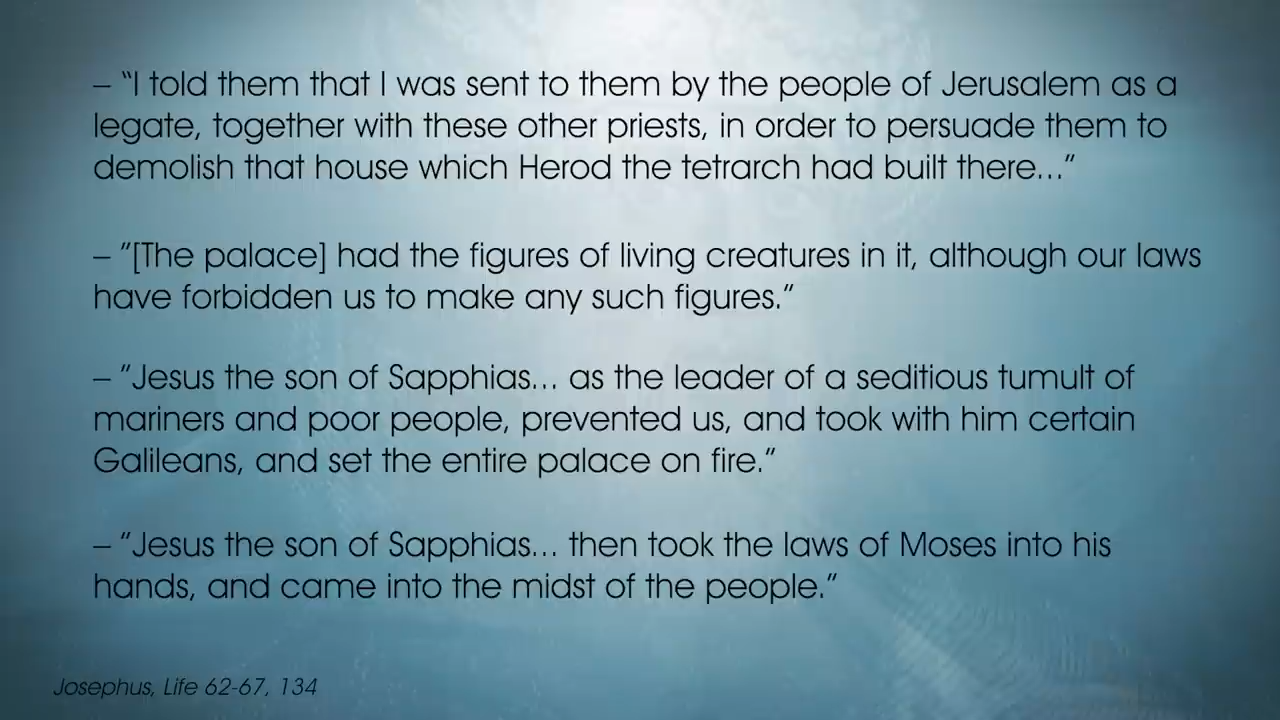 – “I told them that I was sent to them by the people of Jerusalem as a
legate, together with these other priests, in order to persuade them to
demolish that house which Herod the tetrarch had built there…”
– ”[The palace] had the figures of living creatures in it, although our laws
have forbidden us to make any such figures.”
– ”Jesus the son of Sapphias… as the leader of a seditious tumult of
mariners and poor people, prevented us, and took with him certain
Galileans, and set the entire palace on fire.”
– ”Jesus the son of Sapphias… then took the laws of Moses into his
hands, and came into the midst of the people.”
Josephus, Life 62-67, 134